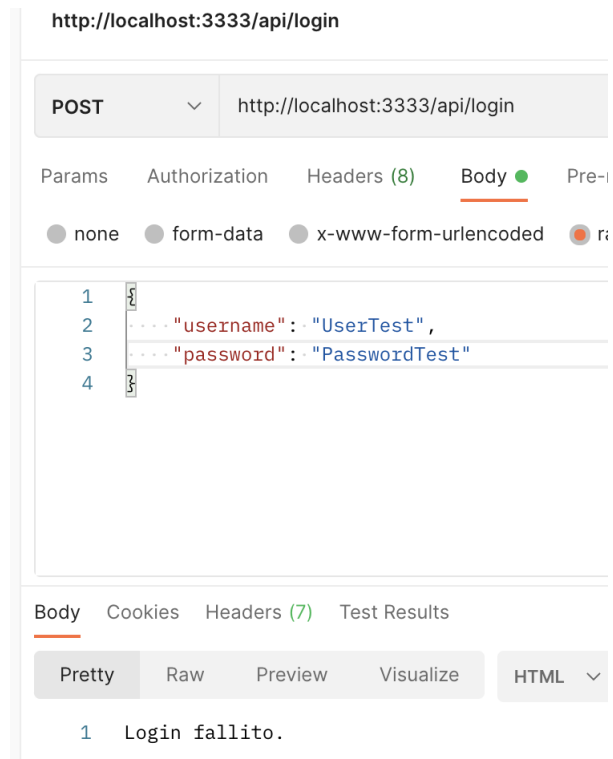 http://localhost:3333/api/login
POST http://localhost:3333/api/login
Params Authorization Headers (8) Body Pre-
none form-data x-www-form-urlencoded
1 {
2 "username": "UserTest",
3 "password": "PasswordTest"
4 }
Body Cookies Headers (7) Test Results
Pretty Raw Preview Visualize HTML
1 Login fallito.